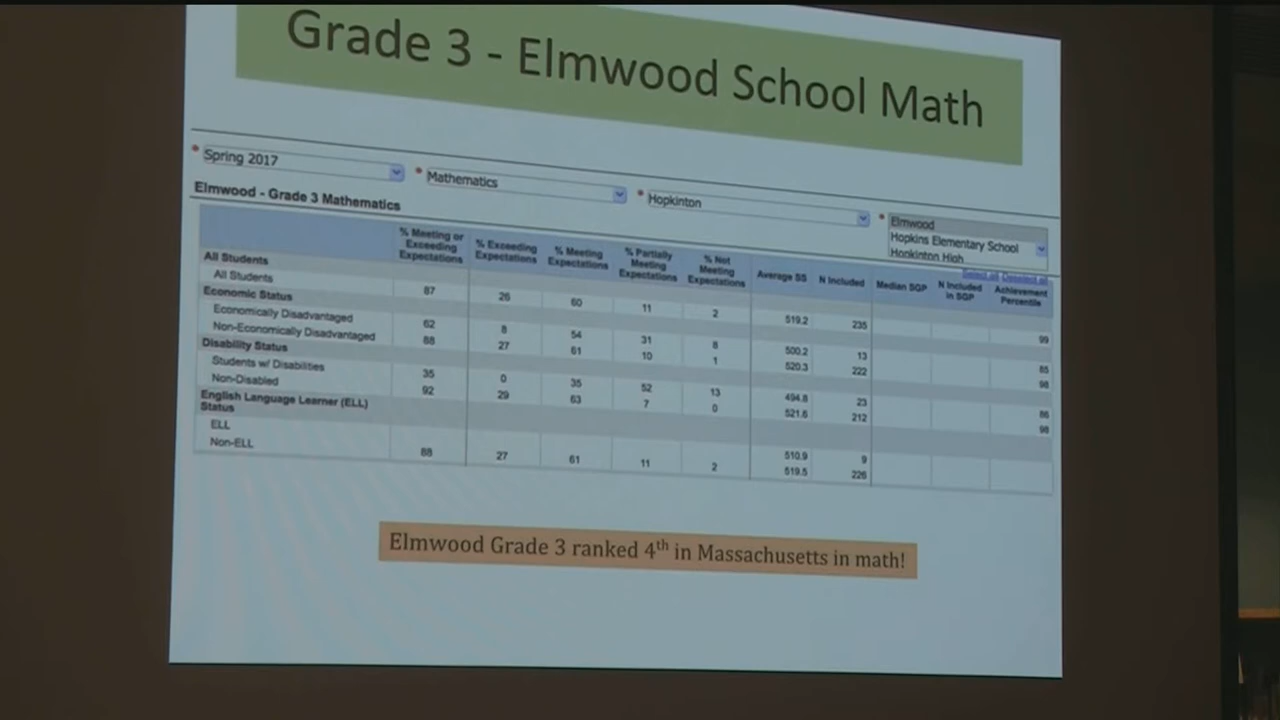 Grade 3 - Elmwood School Math
Spring 2017
Mathematics
Hopkinton
Elmwood
Hopkins Elementary School
Hopkinton High
Select all Deselect all
Elmwood - Grade 3 Mathematics
% Meeting or Exceeding Expectations % Exceeding Expectations % Meeting Expectations % Partially Meeting Expectations % Not Meeting Expectations Average SS N Included Median SGP N Included in SGP Achievement Percentile
All Students
All Students 87 26 60 11 2 519.2 235 99
Economic Status
Economically Disadvantaged 62 8 54 31 8 500.2 13 85
Non-Economically Disadvantaged 88 27 61 10 1 520.3 222 98
Disability Status
Students w/ Disabilities 35 0 35 52 13 494.8 23 86
Non-Disabled 92 29 63 7 0 521.6 212 98
English Language Learner (ELL)
Status
ELL 510.9 9
Non-ELL 88 27 61 11 2 519.5 226
Elmwood Grade 3 ranked 4th in Massachusetts in math!